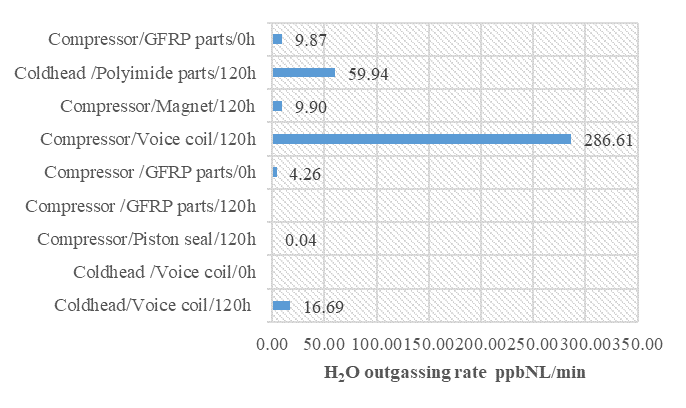 Compressor/GFRP parts/0h 9.87
Coldhead /Polyimide parts/120h 59.94
Compressor/Magnet/120h 9.90
Compressor/Voice coil/120h 286.61
Compressor /GFRP parts/0h 4.26
Compressor /GFRP parts/120h
Compressor/Piston seal/120h 0.04
Coldhead /Voice coil/0h
Coldhead/Voice coil/120h 16.69
0.00 50.00 100.00 150.00 200.00 250.00 300.00 350.00
H₂O outgassing rate ppbNL/min